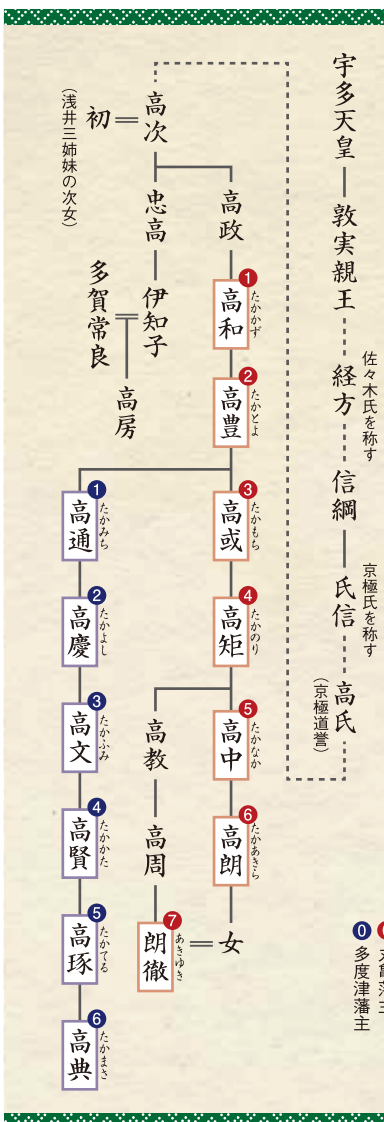 宇多天皇
敦実親王
佐々木氏を称す
経方
信綱
京極氏を称す
氏信
高氏
（京極道誉）
高次
初
（浅井三姉妹の次女）
高政
忠高
伊知子
多賀常良
高房
1
高和
たかかず
2
高豊
たかとよ
3
高或
たかもち
4
高矩
たかのり
5
高中
たかなか
6
高朗
たかあきら
女
高教
高周
7
朗徹
あきゆき
1
高通
たかみち
2
高慶
たかよし
3
高文
たかふみ
4
高賢
たかかた
5
高琢
たかてる
6
高典
たかまさ
0
多度津藩主